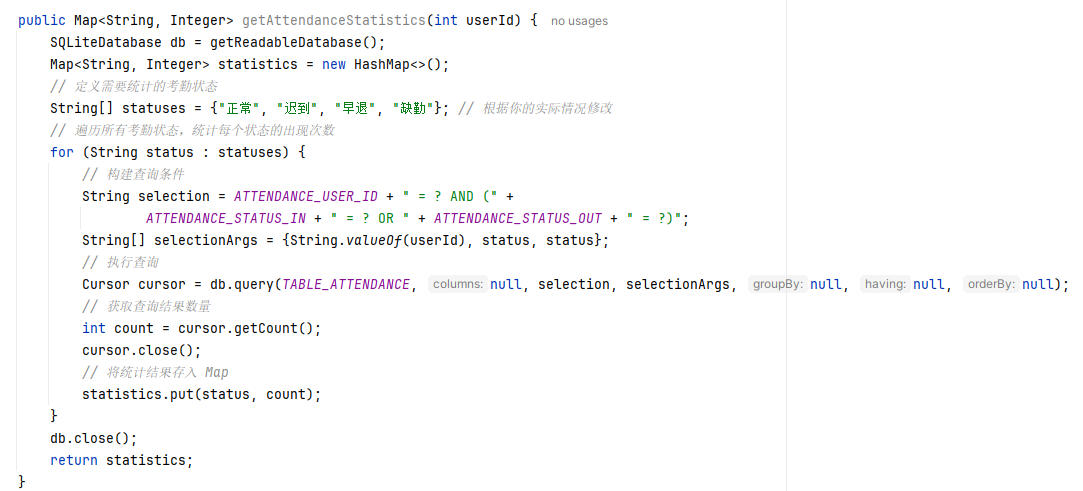 public Map<String, Integer> getAttendanceStatistics(int userId) { no usages
    SQLiteDatabase db = getReadableDatabase();
    Map<String, Integer> statistics = new HashMap<>();
    // 定义需要统计的考勤状态
    String[] statuses = {"正常", "迟到", "早退", "缺勤"}; // 根据你的实际情况修改
    // 遍历所有考勤状态，统计每个状态的出现次数
    for (String status : statuses) {
        // 构建查询条件
        String selection = ATTENDANCE_USER_ID + " = ? AND (" +
                ATTENDANCE_STATUS_IN + " = ? OR " + ATTENDANCE_STATUS_OUT + " = ?)";
        String[] selectionArgs = {String.valueOf(userId), status, status};
        // 执行查询
        Cursor cursor = db.query(TABLE_ATTENDANCE, columns: null, selection, selectionArgs, groupBy: null, having: null, orderBy: null);
        // 获取查询结果数量
        int count = cursor.getCount();
        cursor.close();
        // 将统计结果存入 Map
        statistics.put(status, count);
    }
    db.close();
    return statistics;
}